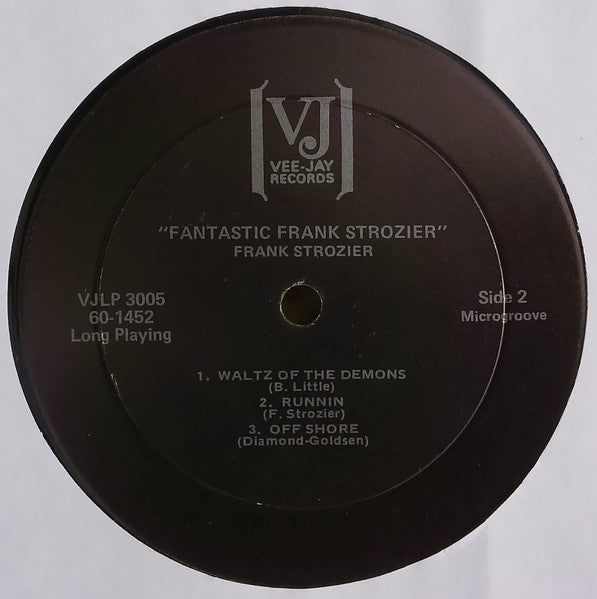 VJ
VEE-JAY
RECORDS
"FANTASTIC FRANK STROZIER"
FRANK STROZIER
VJLP 3005
60-1452
Long Playing
Side 2
Microgroove
1. WALTZ OF THE DEMONS
(B. Little)
2. RUNNIN
(F. Strozier)
3. OFF SHORE
(Diamond-Goldsen)